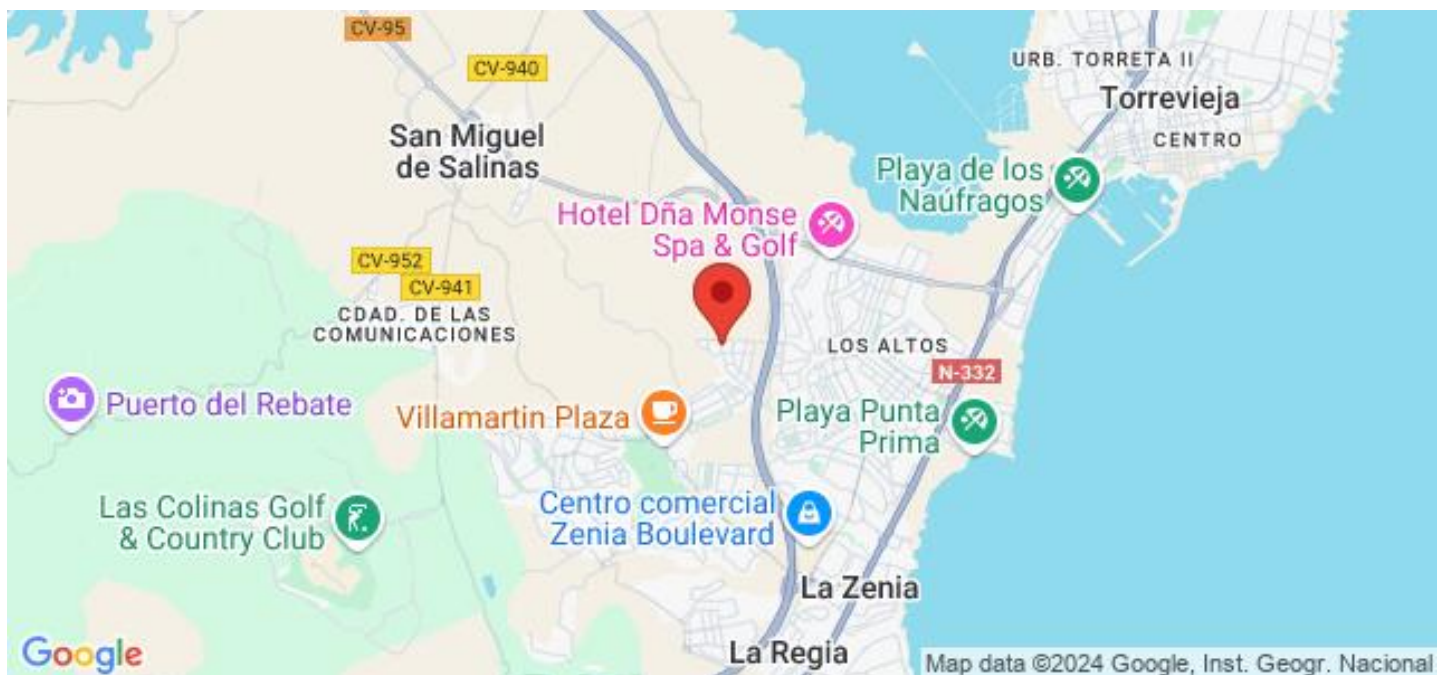 CV-95
CV-940
URB. TORRETA II
Torrevieja
CENTRO
San Miguel
de Salinas
Playa de los
Naúfragos
Hotel Dña Monse
Spa & Golf
CV-952
CV-941
CDAD. DE LAS
COMUNICACIONES
LOS ALTOS
N-332
Puerto del Rebate
Villamartin Plaza
Playa Punta
Prima
Las Colinas Golf
& Country Club
Centro comercial
Zenia Boulevard
La Zenia
La Regia
Google
Map data ©2024 Google, Inst. Geogr. Nacional